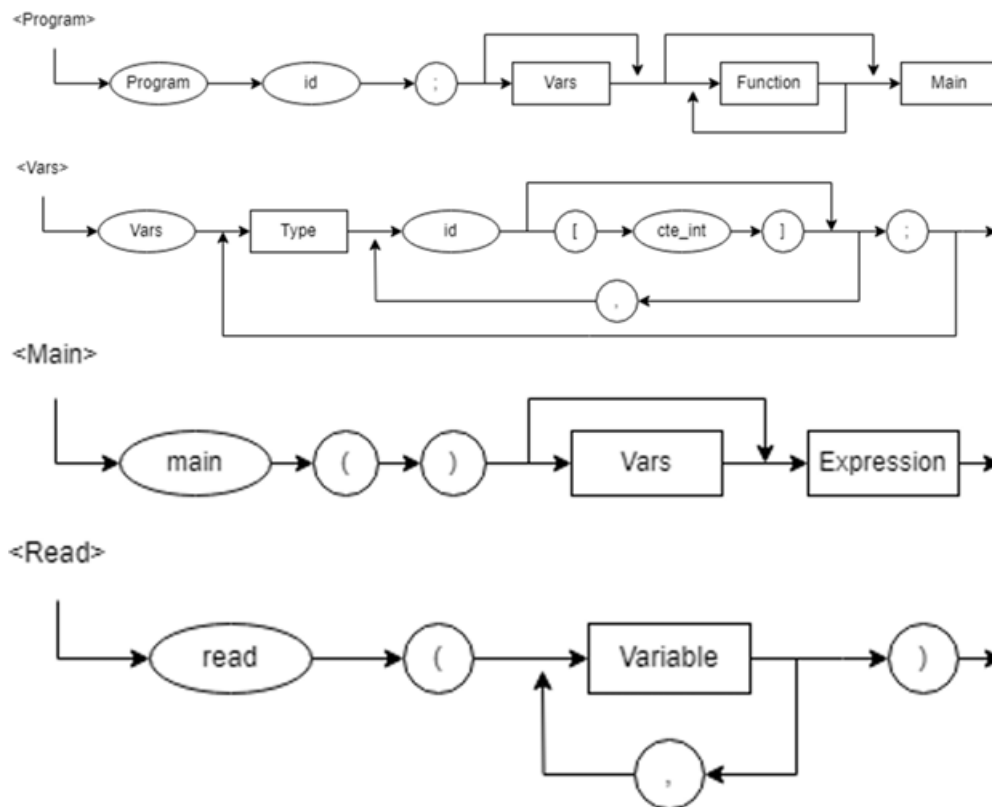 <Program>
Program id ; Vars Function Main
<Vars>
Vars Type id [ cte_int ] ;
,
<Main>
main ( ) Vars Expression
<Read>
read ( Variable )
,